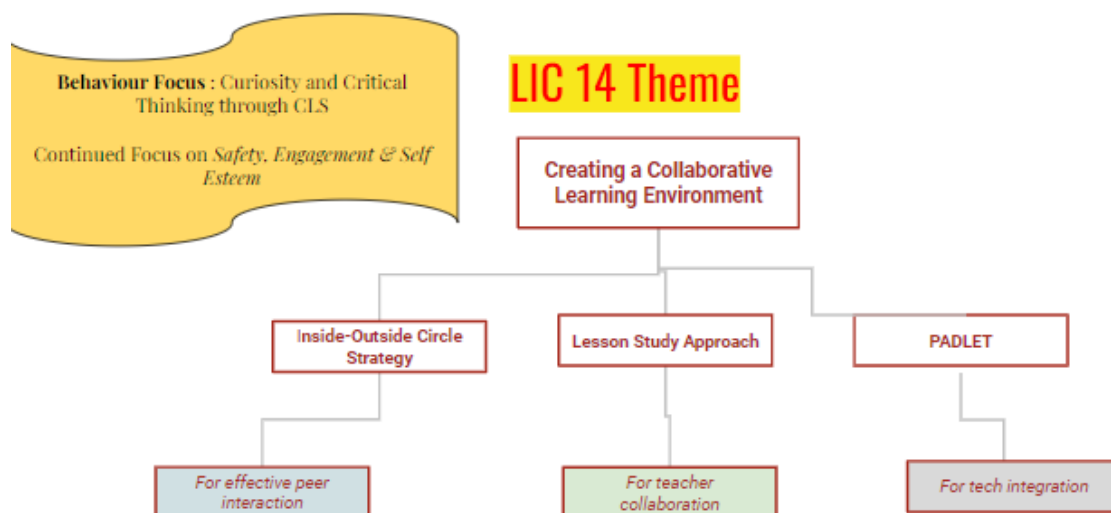 Behaviour Focus : Curiosity and Critical
Thinking through CLS
Continued Focus on Safety, Engagement & Self
Esteem
LIC 14 Theme
Creating a Collaborative
Learning Environment
Inside-Outside Circle
Strategy
Lesson Study Approach
PADLET
For effective peer
interaction
For teacher
collaboration
For tech integration